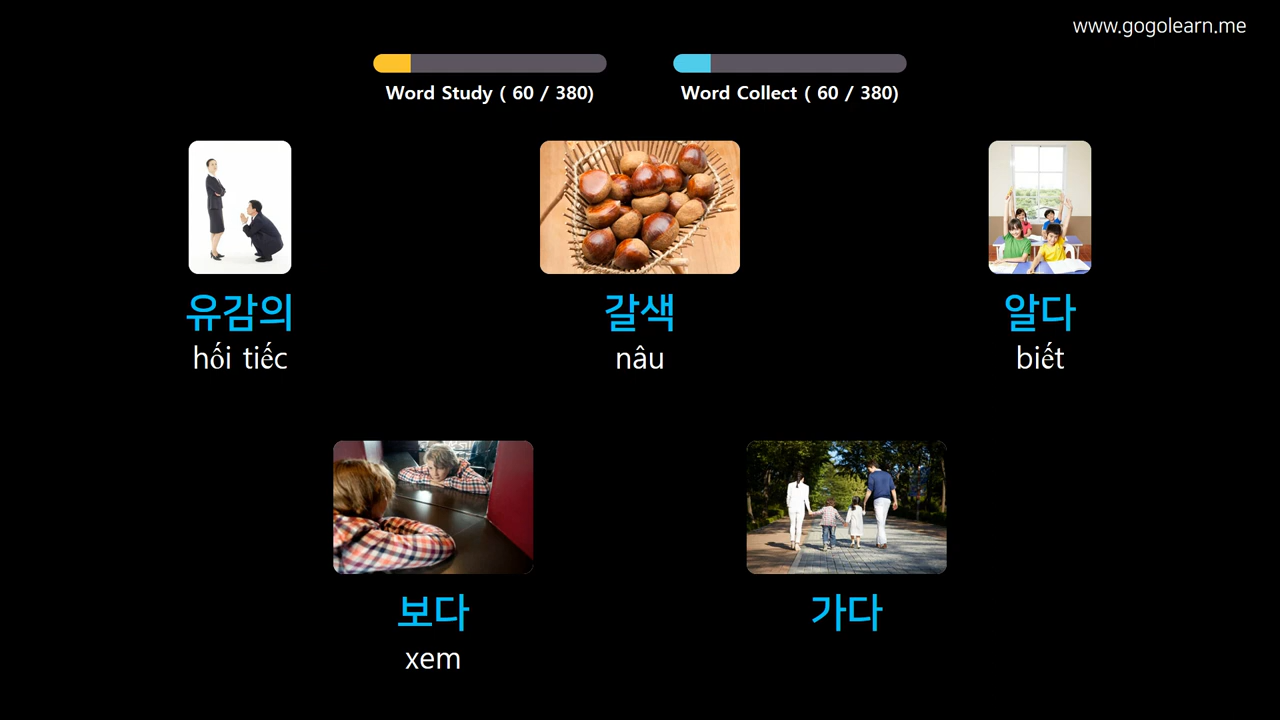 www.gogolearn.me
Word Study ( 60 / 380)
Word Collect ( 60 / 380)
유감의
hối tiếc
갈색
nâu
알다
biết
보다
xem
가다